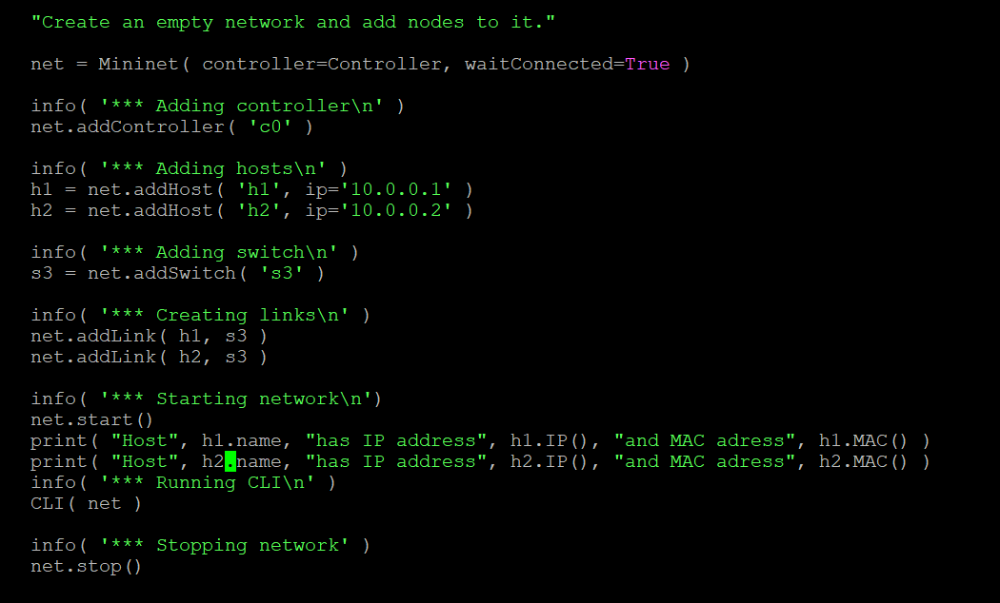 "Create an empty network and add nodes to it."
net = Mininet( controller=Controller, waitConnected=True )
info( '*** Adding controller\n' )
net.addController( 'c0' )
info( '*** Adding hosts\n' )
h1 = net.addHost( 'h1', ip='10.0.0.1' )
h2 = net.addHost( 'h2', ip='10.0.0.2' )
info( '*** Adding switch\n' )
s3 = net.addSwitch( 's3' )
info( '*** Creating links\n' )
net.addLink( h1, s3 )
net.addLink( h2, s3 )
info( '*** Starting network\n')
net.start()
print( "Host", h1.name, "has IP address", h1.IP(), "and MAC adress", h1.MAC() )
print( "Host", h2.name, "has IP address", h2.IP(), "and MAC adress", h2.MAC() )
info( '*** Running CLI\n' )
CLI( net )
info( '*** Stopping network' )
net.stop()